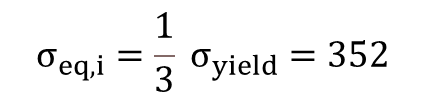 σeq,i = 1/3 σyield = 352